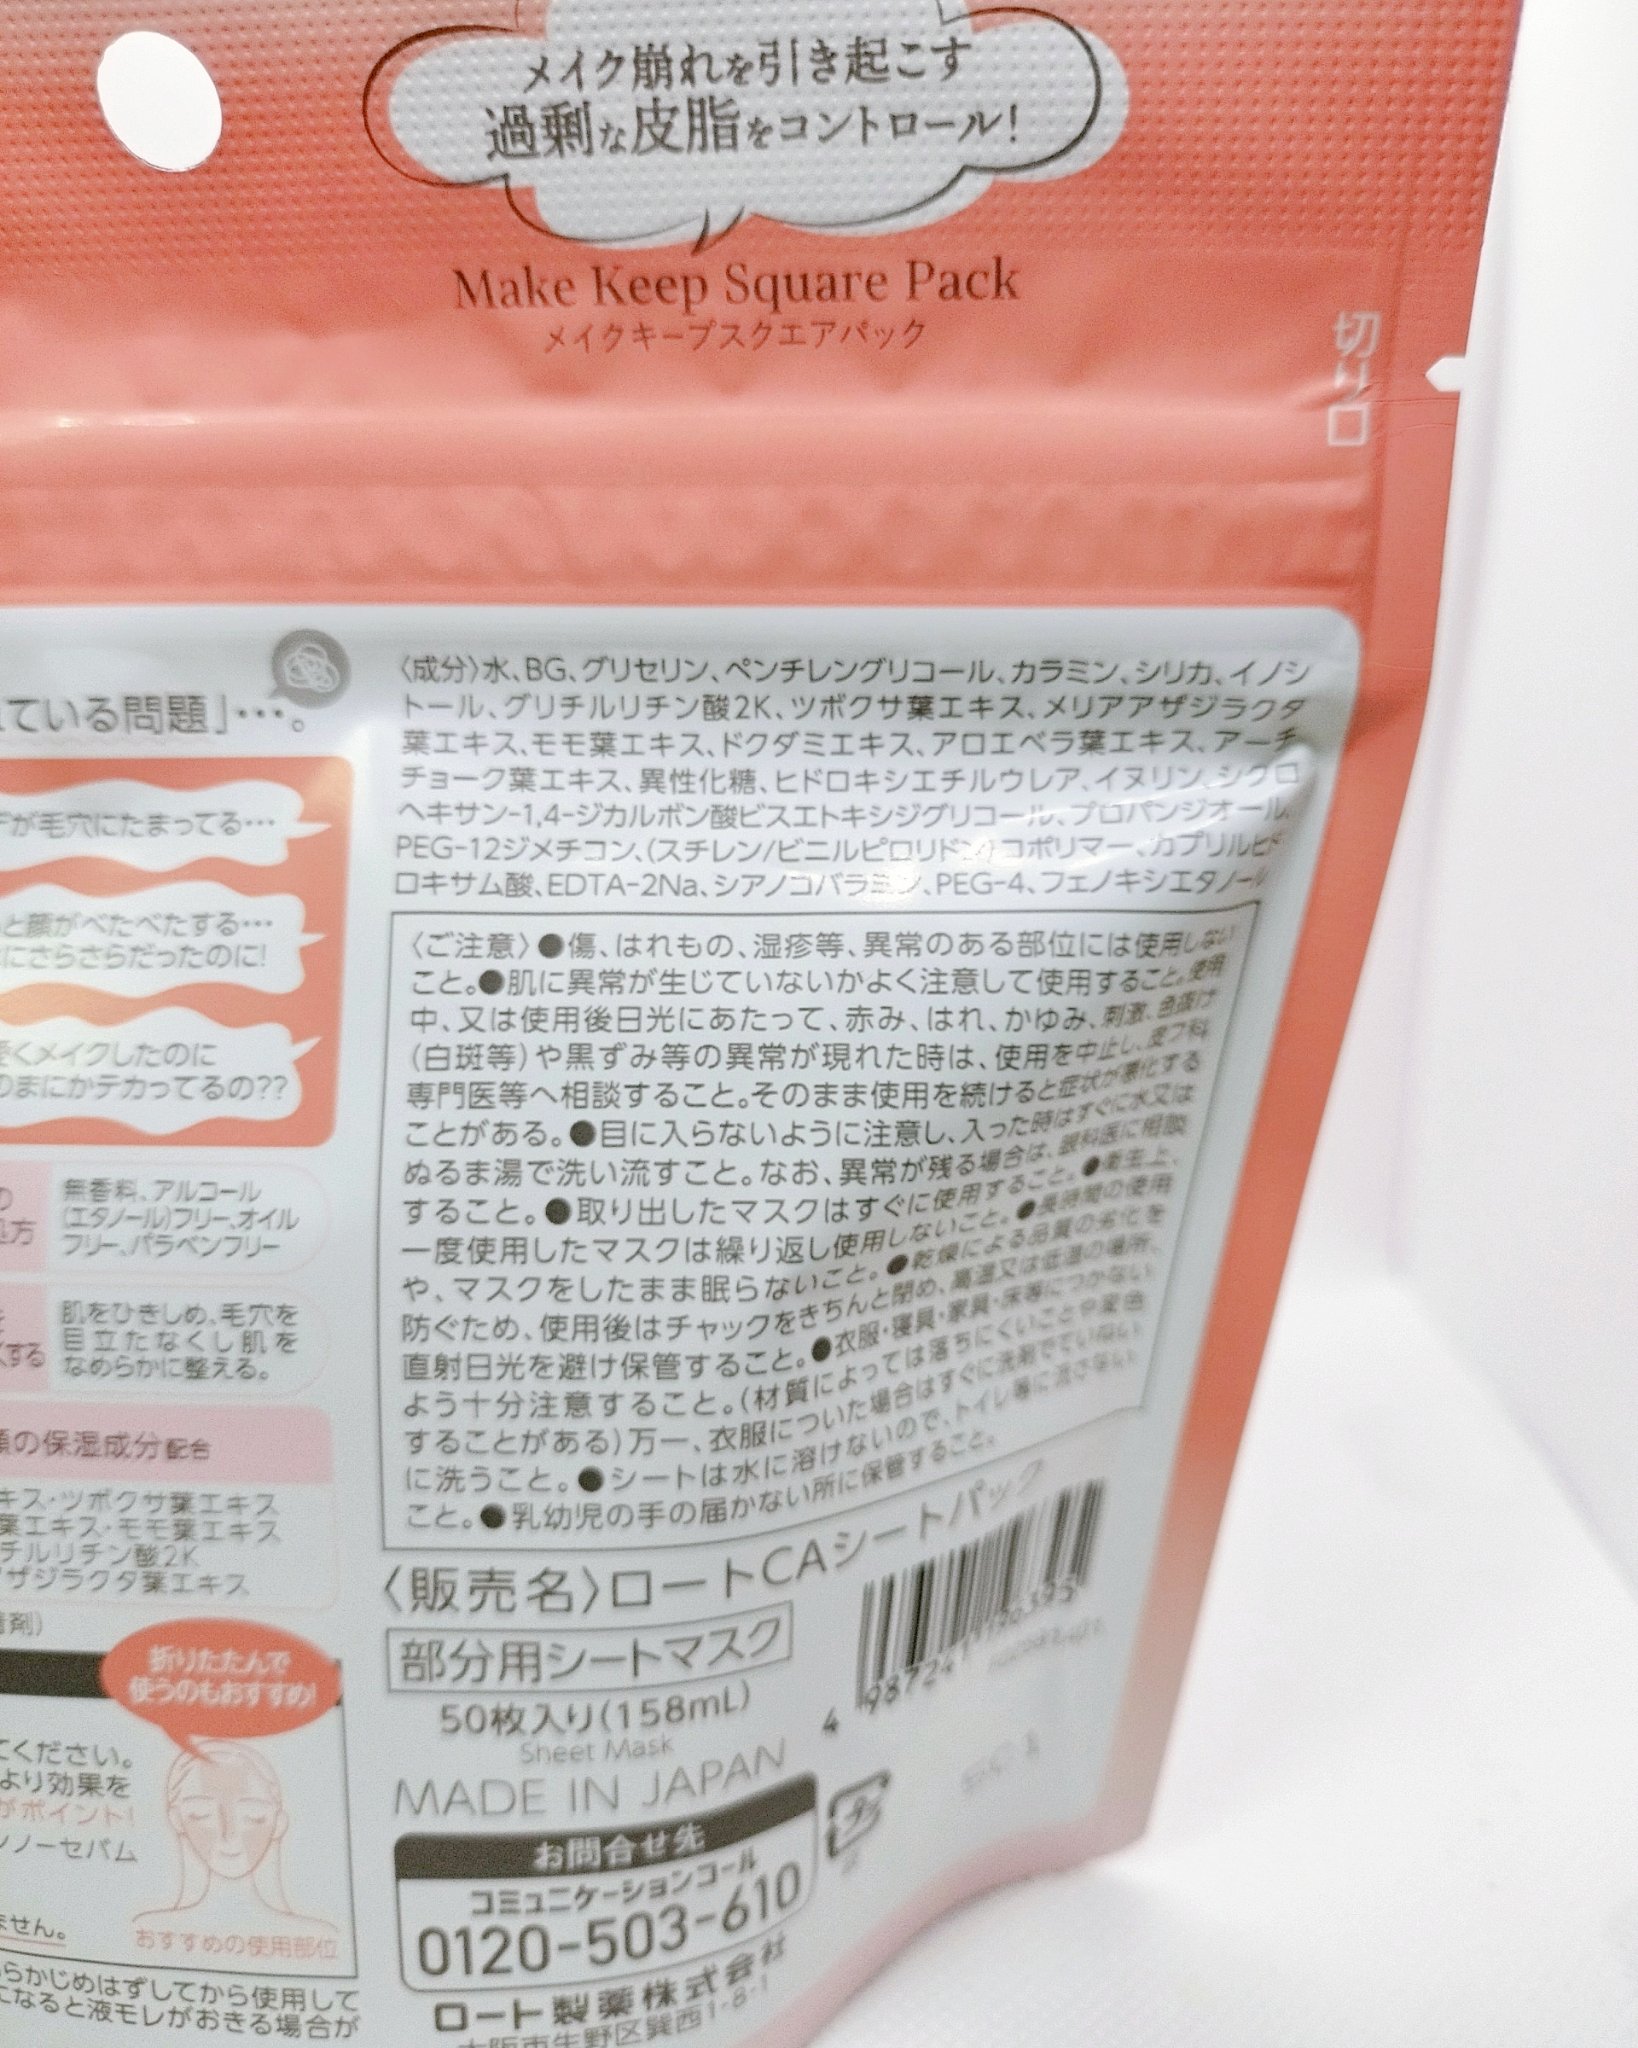 メイク崩れを引き起こす
過剰な皮脂をコントロール!
Make Keep Square Pack
メイクキープスクエアパック
切り口
れている問題」…。
が毛穴にたまってる…
と顔がべたべたする…
にさらさらだったのに!
くメイクしたのに
のまにかテカってるの??
の
処方
無香料、アルコール
(エタノール)フリー、オイル
フリー、パラベンフリー
くする
肌をひきしめ、毛穴を
目立たなくし肌を
なめらかに整える。
類の保湿成分配合
キス・ツボクサ葉エキス
葉エキス・モモ葉エキス
チルリチン酸2K
アザジラクタ葉エキス
着剤)
折りたたんで
使うのもおすすめ!
てください。
より効果を
がポイント!
ノーセバム
おすすめの使用部位
ません。
らかじめはずしてから使用して
になると液モレがおきる場合が
〈成分〉水、BG、グリセリン、ペンチレングリコール、カラミン、シリカ、イノシ
トール、グリチルリチン酸2K、ツボクサ葉エキス、メリアアザジラクタ
葉エキス、モモ葉エキス、ドクダミエキス、アロエベラ葉エキス、アーチ
チョーク葉エキス、異性化糖、ヒドロキシエチルウレア、イヌリン、シクロ
ヘキサン-1,4-ジカルボン酸ビスエトキシジグリコール、プロパンジオール、
PEG-12ジメチコン、(スチレン/ビニルピロリドン)コポリマー、カプリルヒド
ロキサム酸、EDTA-2Na、シアノコバラミン、PEG-4、フェノキシエタノール
〈ご注意〉●傷、はれもの、湿疹等、異常のある部位には使用しない
こと。●肌に異常が生じていないかよく注意して使用すること。使用
中、又は使用後日光にあたって、赤み、はれ、かゆみ、刺激、色抜け
(白斑等)や黒ずみ等の異常が現れた時は、使用を中止し、皮フ科
専門医等へ相談すること。そのまま使用を続けると症状が悪化する
ことがある。●目に入らないように注意し、入った時はすぐに水又は
ぬるま湯で洗い流すこと。なお、異常が残る場合は、眼科医に相談
すること。●取り出したマスクはすぐに使用すること。●衛生上、
一度使用したマスクは繰り返し使用しないこと。●長時間の使用
や、マスクをしたまま眠らないこと。●乾燥による品質の劣化を
防ぐため、使用後はチャックをきちんと閉め、高温又は低温の場所、
直射日光を避け保管すること。●衣服・寝具・家具・床等につかない
よう十分注意すること。(材質によっては落ちにくいことや変色
することがある)万一、衣服についた場合はすぐに洗剤でていねい
に洗うこと。●シートは水に溶けないので、トイレ等に流さない
こと。●乳幼児の手の届かない所に保管すること。
〈販売名〉ロートCAシートパック
部分用シートマスク
50枚入り(158mL)
Sheet Mask
MADE IN JAPAN
お問合せ先
コミュニケーションコール
0120-503-610
ロート製薬株式会社
大阪市生野区巽西1-8-1
プラ